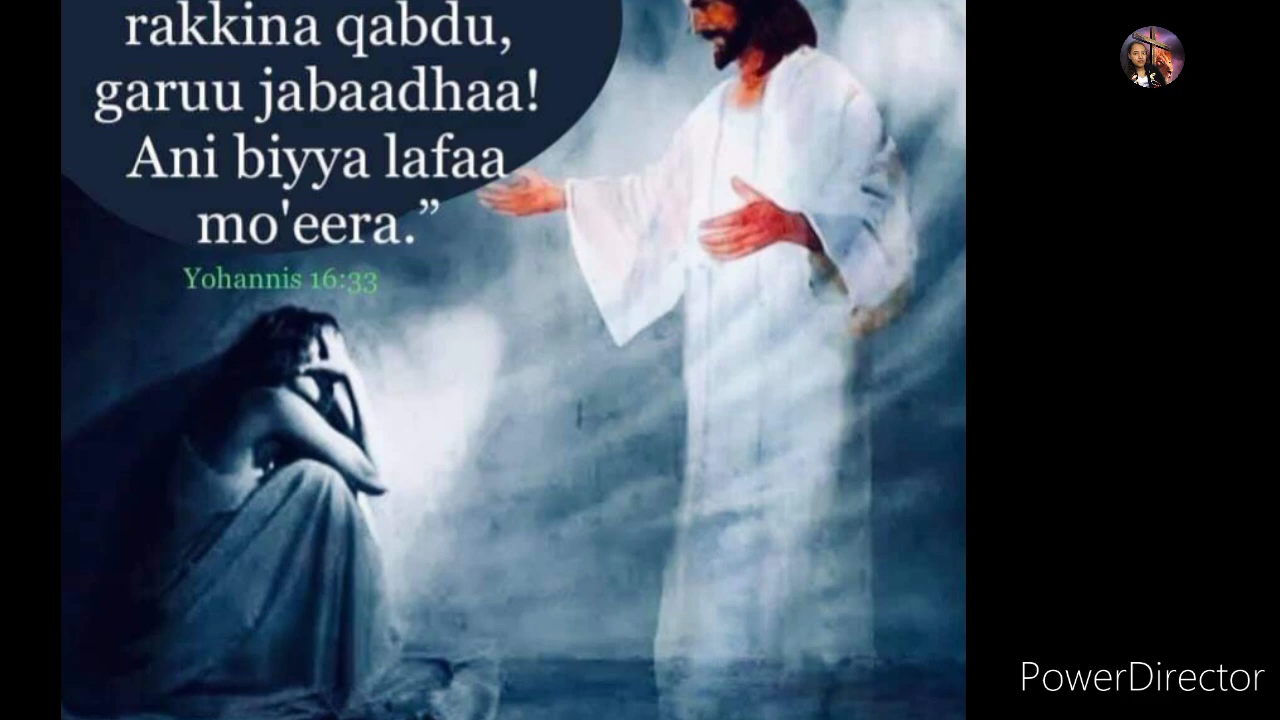 rakkina qabdu,
garuu jabaadhaa!
Ani biyya lafaa
mo'eera.”
Yohannis 16:33
PowerDirector